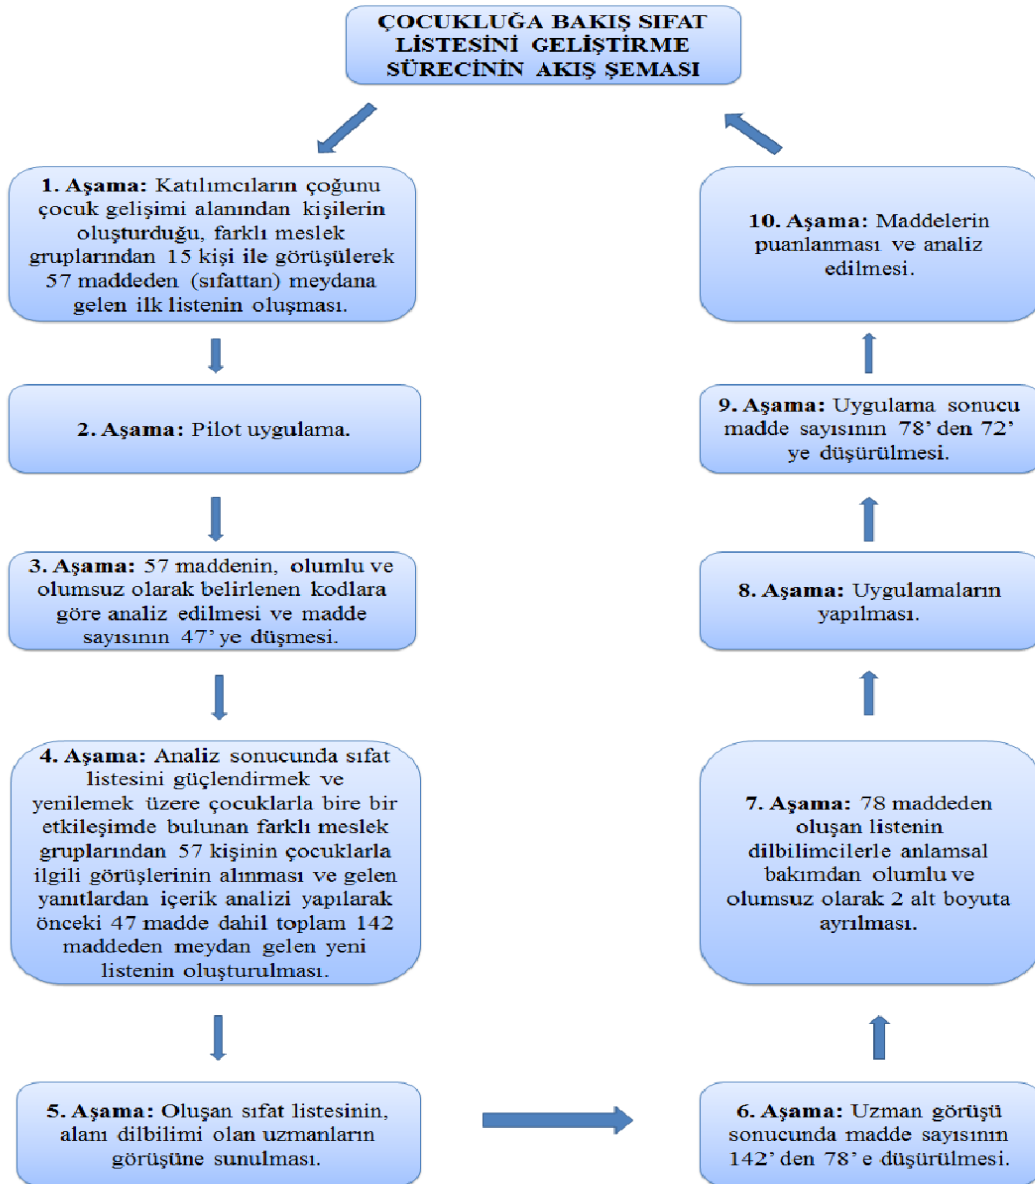 ÇOCUKLUĞA BAKIŞ SIFAT
LİSTESİNİ GELİŞTİRME
SÜRECİNİN AKIŞ ŞEMASI
1. Aşama: Katılımcıların çoğunu
çocuk gelişimi alanından kişilerin
oluşturduğu, farklı meslek
gruplarından 15 kişi ile görüşülerek
57 maddeden (sıfattan) meydana
gelen ilk listenin oluşması.
2. Aşama: Pilot uygulama.
3. Aşama: 57 maddenin, olumlu ve
olumsuz olarak belirlenen kodlara
göre analiz edilmesi ve madde
sayısının 47’ ye düşmesi.
4. Aşama: Analiz sonucunda sıfat
listesini güçlendirmek ve
yenilemek üzere çocuklarla bire bir
etkileşimde bulunan farklı meslek
gruplarından 57 kişinin çocuklarla
ilgili görüşlerinin alınması ve gelen
yanıtlardan içerik analizi yapılarak
önceki 47 madde dahil toplam 142
maddeden meydan gelen yeni
listenin oluşturulması.
5. Aşama: Oluşan sıfat listesinin,
alanı dilbilimi olan uzmanların
görüşüne sunulması.
6. Aşama: Uzman görüşü
sonucunda madde sayısının
142’ den 78’ e düşürülmesi.
7. Aşama: 78 maddeden
oluşan listenin
dilbilimcilerle anlamsal
bakımdan olumlu ve
olumsuz olarak 2 alt boyuta
ayrılması.
8. Aşama: Uygulamaların
yapılması.
9. Aşama: Uygulama sonucu
madde sayısının 78’ den 72’
ye düşürülmesi.
10. Aşama: Maddelerin
puanlanması ve analiz
edilmesi.